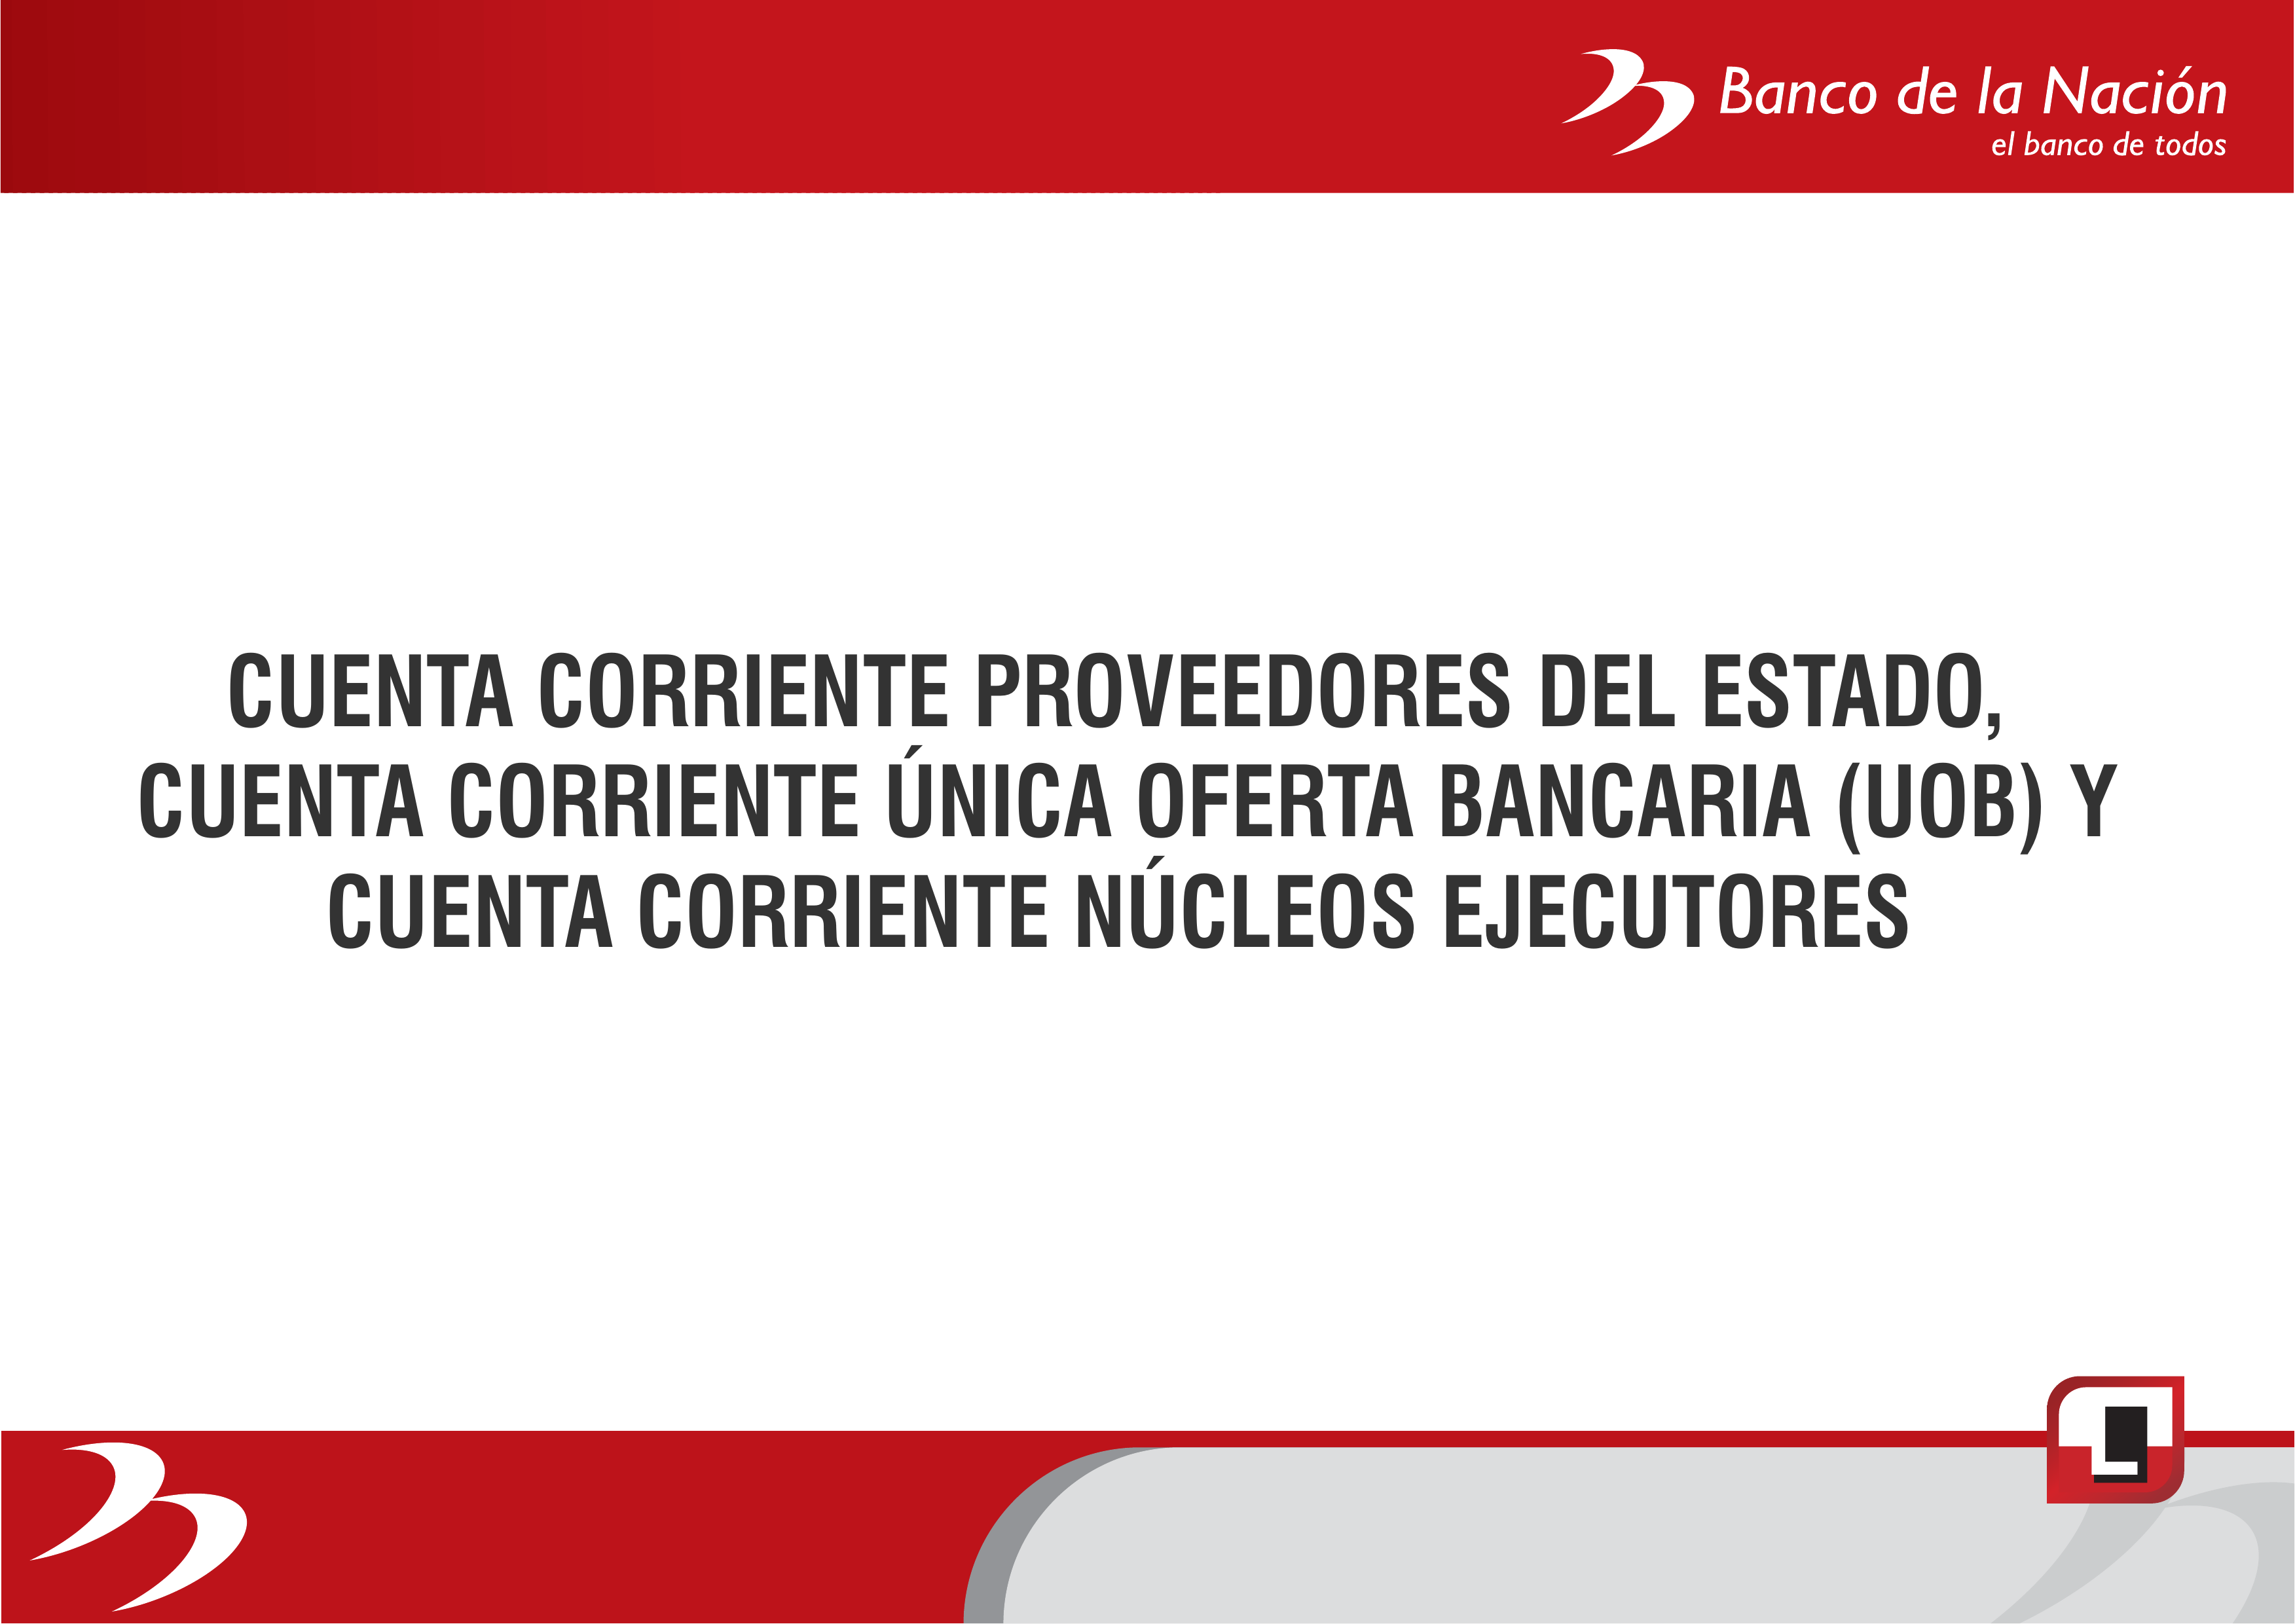 Banco de la Nación
el banco de todos
CUENTA CORRIENTE PROVEEDORES DEL ESTADO,
CUENTA CORRIENTE ÚNICA OFERTA BANCARIA (UOB) Y
CUENTA CORRIENTE NÚCLEOS EJECUTORES